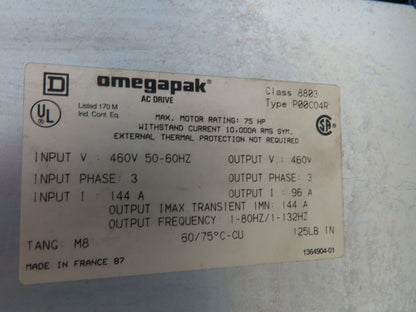 omegapak®
Class 8803
AC DRIVE
Type P00C04R
UL
Listed 170 M
Ind. Cont. Eq.
MAX. MOTOR RATING: 75 HP
WITHSTAND CURRENT 10,000A RMS SYM.
EXTERNAL THERMAL PROTECTION NOT REQUIRED
INPUT V : 460V 50-60HZ OUTPUT V : 460V
INPUT PHASE: 3 OUTPUT PHASE: 3
INPUT I : 144 A OUTPUT I : 96 A
OUTPUT IMAX TRANSIENT IMN: 144 A
OUTPUT FREQUENCY: 1-80HZ/1-132HZ
TANG: M8 60/75°C-CU 125LB IN
MADE IN FRANCE 87
1364904-01